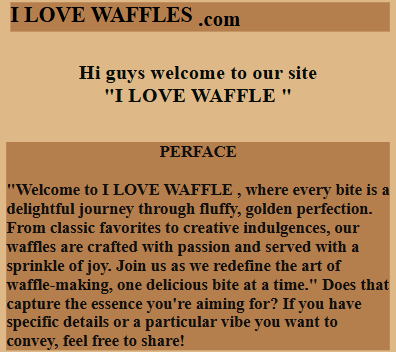 I LOVE WAFFLES .com
Hi guys welcome to our site
"I LOVE WAFFLE "
PERFACE
"Welcome to I LOVE WAFFLE , where every bite is a
delightful journey through fluffy, golden perfection.
From classic favorites to creative indulgences, our
waffles are crafted with passion and served with a
sprinkle of joy. Join us as we redefine the art of
waffle-making, one delicious bite at a time." Does that
capture the essence you're aiming for? If you have
specific details or a particular vibe you want to
convey, feel free to share!